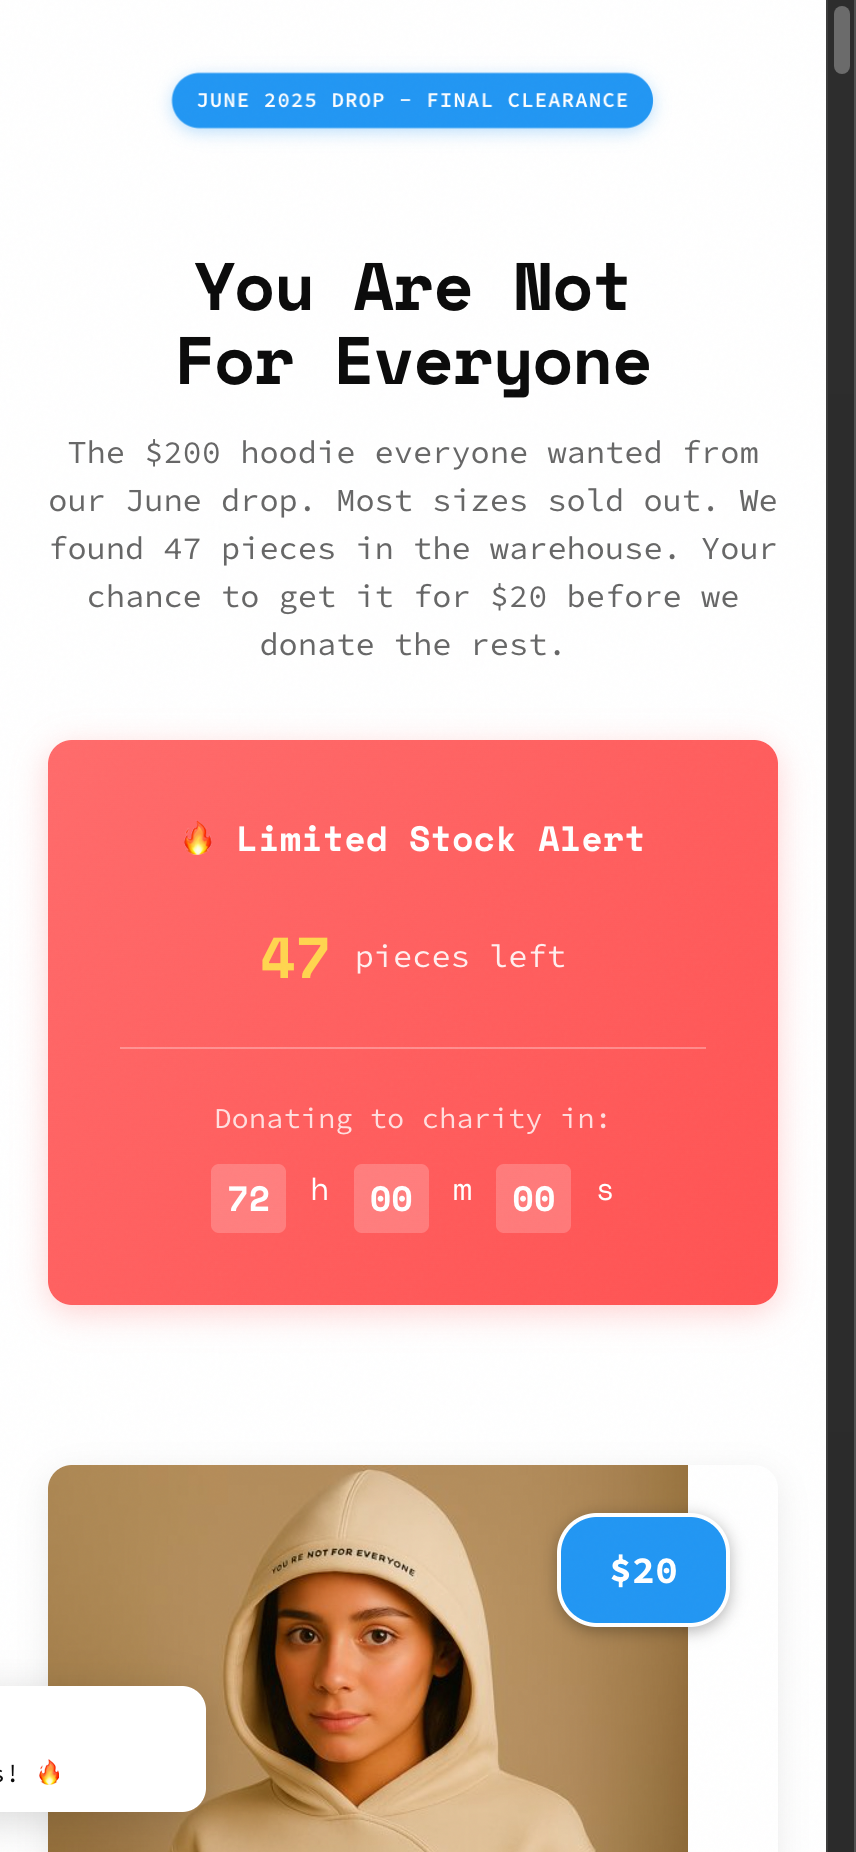 JUNE 2025 DROP – FINAL CLEARANCE
You Are Not
For Everyone
The $200 hoodie everyone wanted from
our June drop. Most sizes sold out. We
found 47 pieces in the warehouse. Your
chance to get it for $20 before we
donate the rest.
🔥 Limited Stock Alert
47 pieces left
Donating to charity in:
72 h 00 m 00 s
$20
YOU RE NOT FOR EVERYONE
s! 🔥